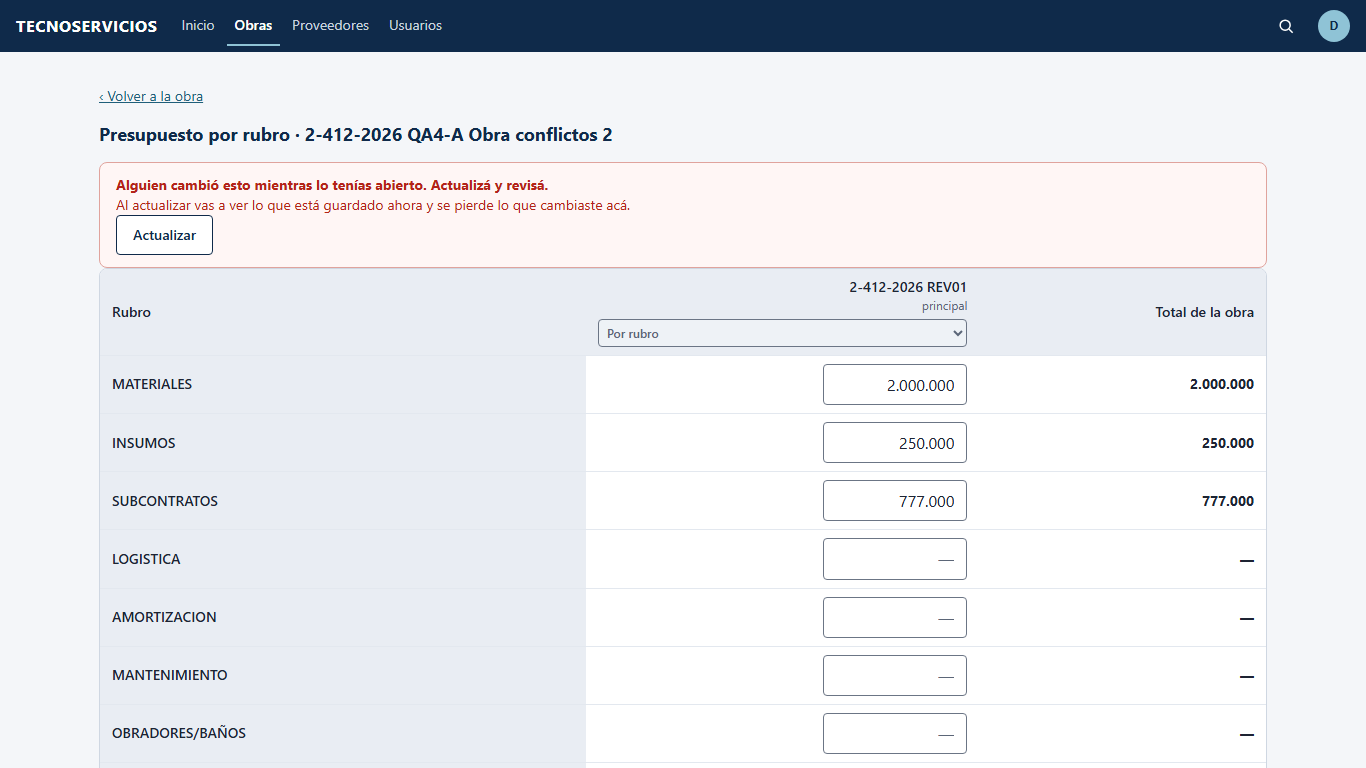 TECNOSERVICIOS Inicio Obras Proveedores Usuarios D
‹ Volver a la obra
Presupuesto por rubro · 2-412-2026 QA4-A Obra conflictos 2
Alguien cambió esto mientras lo tenías abierto. Actualizá y revisá.
Al actualizar vas a ver lo que está guardado ahora y se pierde lo que cambiaste acá.
Actualizar
2-412-2026 REV01
principal
Rubro Por rubro Total de la obra
MATERIALES 2.000.000 2.000.000
INSUMOS 250.000 250.000
SUBCONTRATOS 777.000 777.000
LOGISTICA — —
AMORTIZACION — —
MANTENIMIENTO — —
OBRADORES/BAÑOS — —